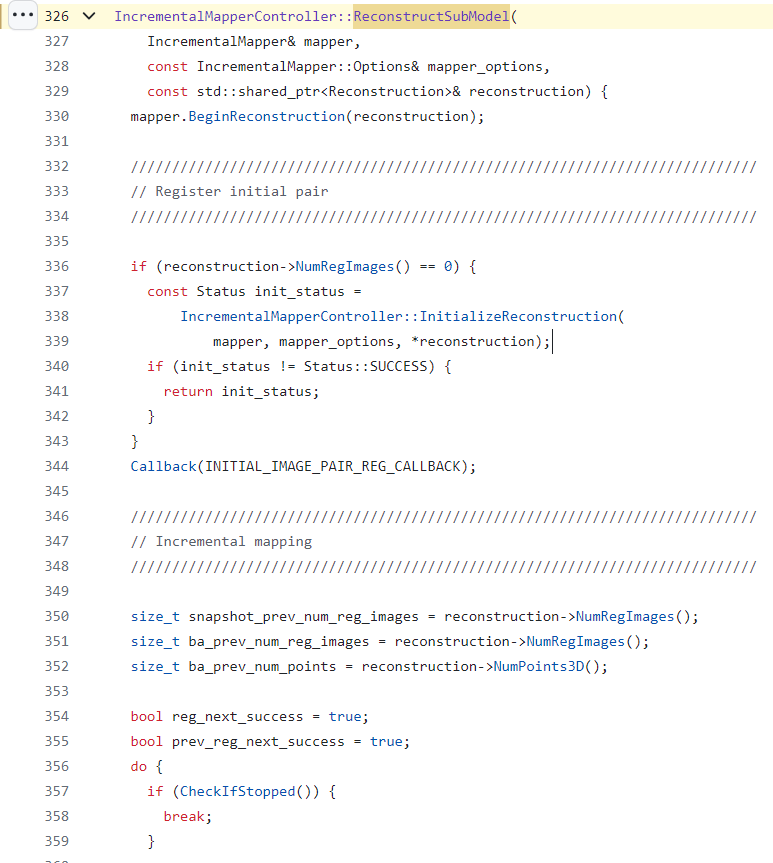 326 IncrementalMapperController::ReconstructSubModel(
327 IncrementalMapper& mapper,
328 const IncrementalMapper::Options& mapper_options,
329 const std::shared_ptr<Reconstruction>& reconstruction) {
330 mapper.BeginReconstruction(reconstruction);
331
332 ////////////////////////////////////////////////////////////////////////////
333 // Register initial pair
334 ////////////////////////////////////////////////////////////////////////////
335
336 if (reconstruction->NumRegImages() == 0) {
337 const Status init_status =
338 IncrementalMapperController::InitializeReconstruction(
339 mapper, mapper_options, *reconstruction);
340 if (init_status != Status::SUCCESS) {
341 return init_status;
342 }
343 }
344 Callback(INITIAL_IMAGE_PAIR_REG_CALLBACK);
345
346 ////////////////////////////////////////////////////////////////////////////
347 // Incremental mapping
348 ////////////////////////////////////////////////////////////////////////////
349
350 size_t snapshot_prev_num_reg_images = reconstruction->NumRegImages();
351 size_t ba_prev_num_reg_images = reconstruction->NumRegImages();
352 size_t ba_prev_num_points = reconstruction->NumPoints3D();
353
354 bool reg_next_success = true;
355 bool prev_reg_next_success = true;
356 do {
357 if (CheckIfStopped()) {
358 break;
359 }